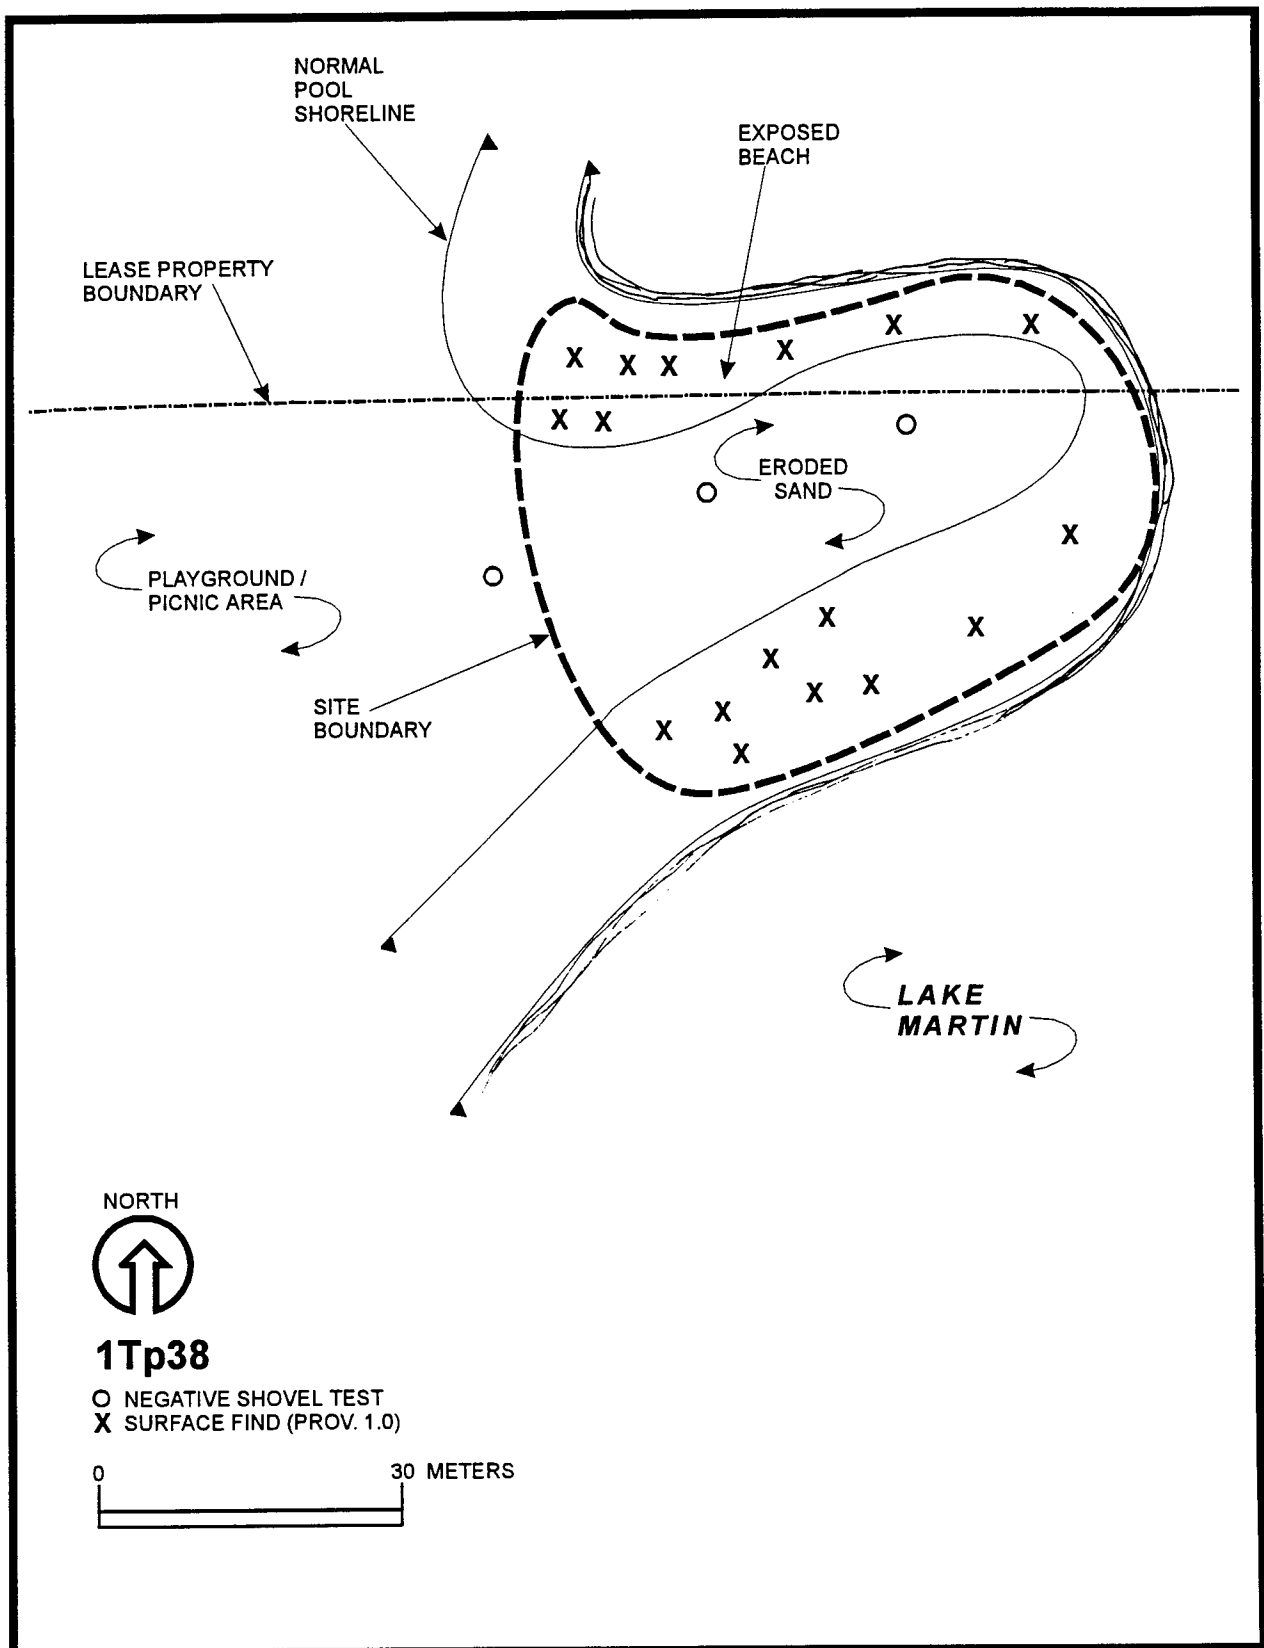 NORMAL
POOL
SHORELINE
EXPOSED
BEACH
LEASE PROPERTY
BOUNDARY
X
X
X
X
X
X
X
X
O
ERODED
SAND
O
X
PLAYGROUND /
PICNIC AREA
O
X
X
X
X
X
SITE
BOUNDARY
X
X
X
LAKE
MARTIN
NORTH
1Tp38
O NEGATIVE SHOVEL TEST
X SURFACE FIND (PROV. 1.0)
0 30 METERS